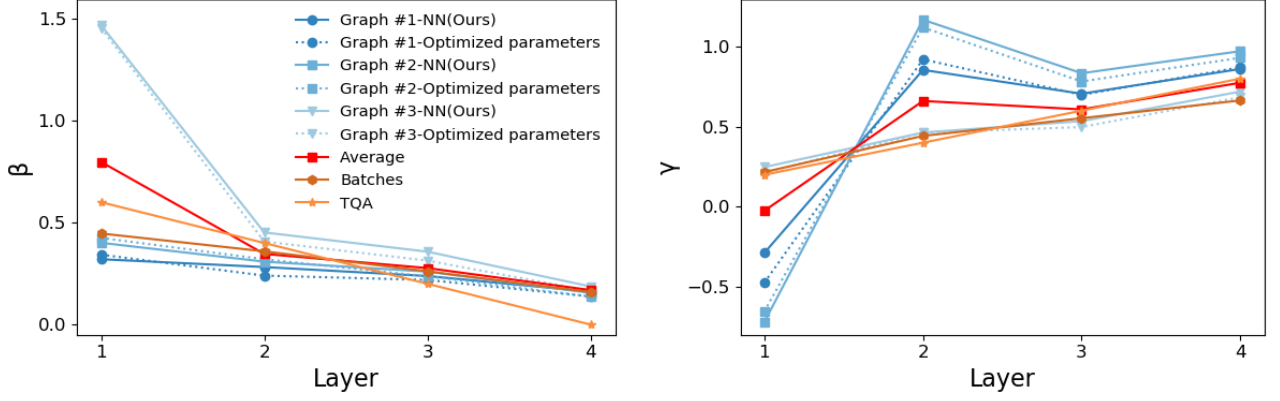 1.5
1.0
0.5
0.0
β
1
2
3
4
Layer
Graph #1-NN(Ours)
Graph #1-Optimized parameters
Graph #2-NN(Ours)
Graph #2-Optimized parameters
Graph #3-NN(Ours)
Graph #3-Optimized parameters
Average
Batches
TQA
1.0
0.5
0.0
−0.5
γ
1
2
3
4
Layer